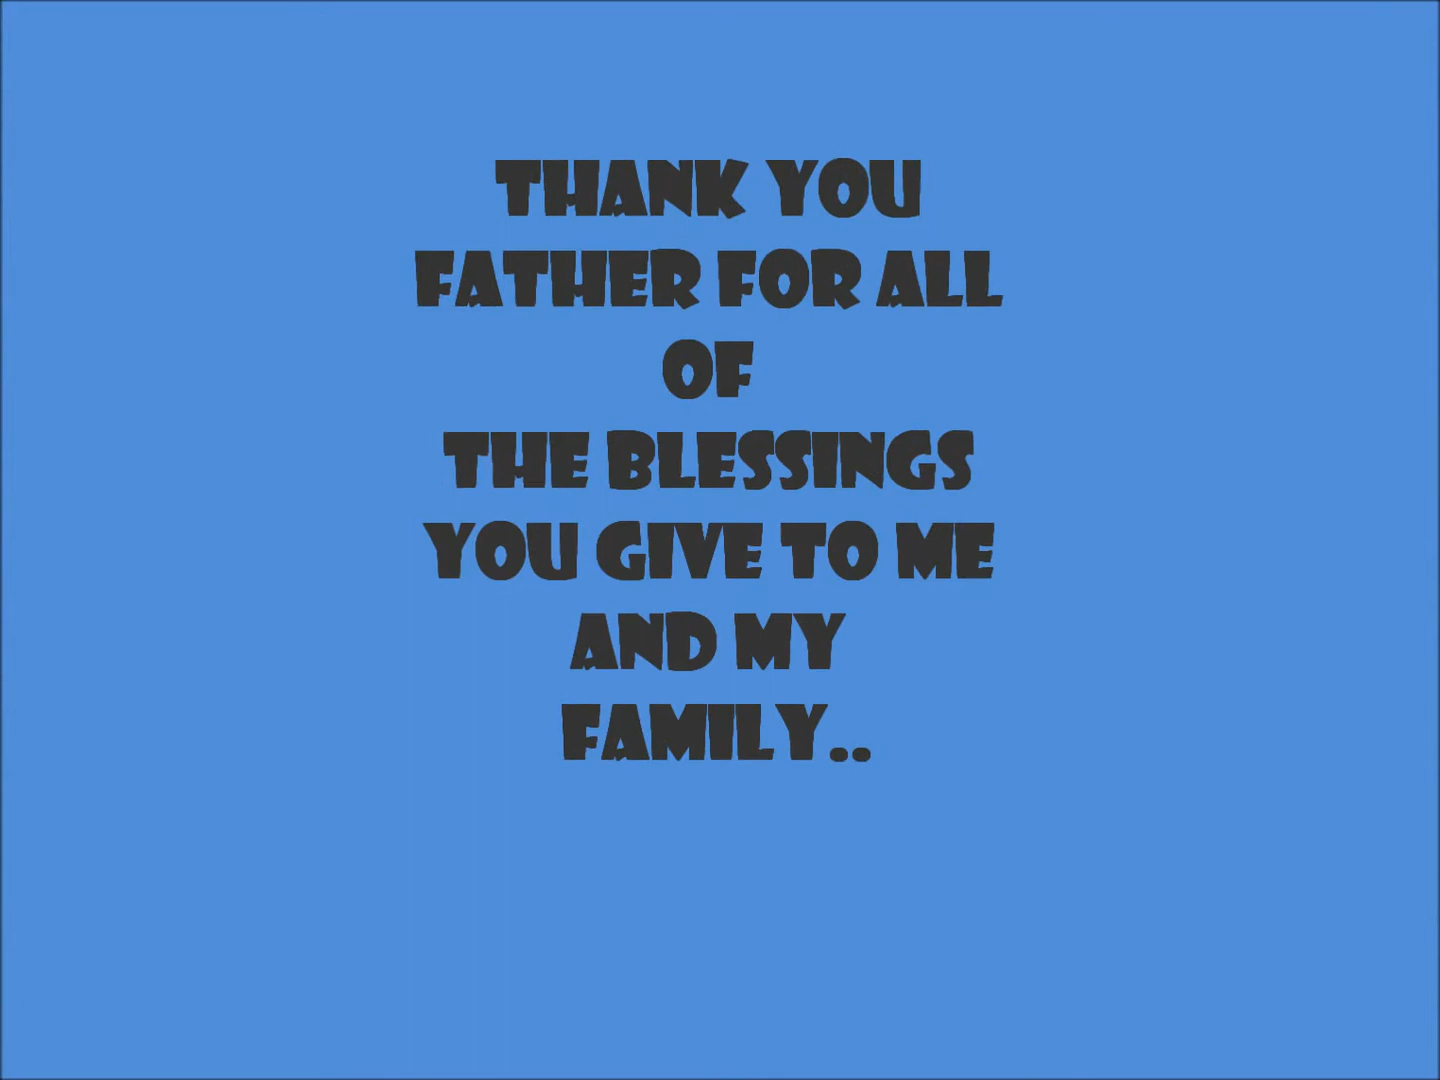 THANK YOU
FATHER FOR ALL
OF
THE BLESSINGS
YOU GIVE TO ME
AND MY
FAMILY..